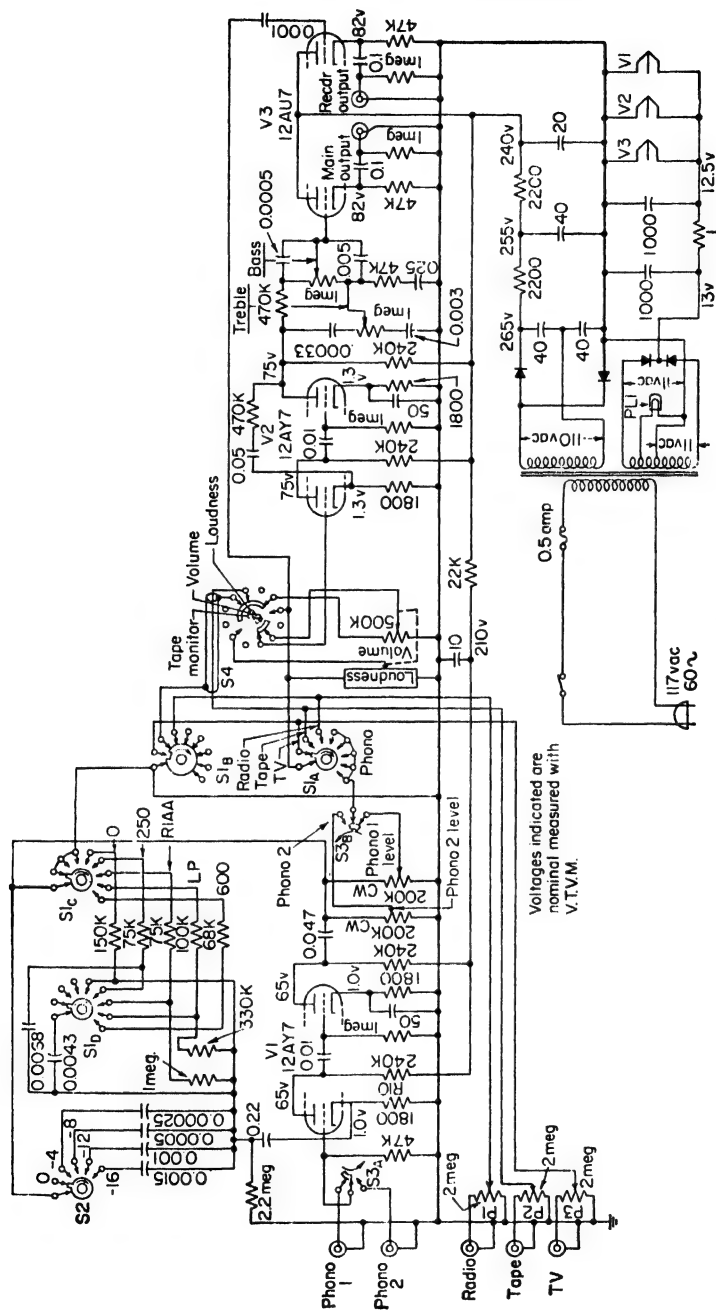 S2
0
-4
-8
-12
-16
0.0015
0.001
0.0005
0.00025
0.0038
0.0043
S1D
1meg.
330K
150K
75K
75K
100K
68K
S1C
0
250
RIAA
LP
600
2.2meg
0.22
Phono 1
Phono 2
S3A
47K
1800
R10
1.0v
65v
240K
V1
12AY7
0.01
1meg
50
1.0v
65v
1800
240K
0.047
200K
CW
200K
CW
Phono 2
S3B
Phono 1 level
Phono 2 level
S1B
Radio
Tape
TV
S1A
Phono
Tape monitor
Volume
Loudness
S4
500K
Volume
Loudness
10
210v
22K
75v
1.3v
1800
240K
0.05
470K
V2
12AY7
0.01
1meg
50
75v
1.3v
1800
240K
.00033
1meg
0.003
Treble
470K
Bass
0.0005
1meg
.005
0.25
47K
V3
12AU7
82v
47K
0.1
1meg
Main output
Recdr output
0.1
1meg
82v
47K
.0001
Radio
Tape
TV
P1
P2
P3
2meg
2meg
2meg
Voltages indicated are
nominal measured with
V.T.V.M.
117vac
60~
0.5 amp
110vac
11vac
11vac
PL1
265v
40
40
2200
255v
40
2200
240v
20
1000
1000
13v
1
12.5v
V3
V2
V1